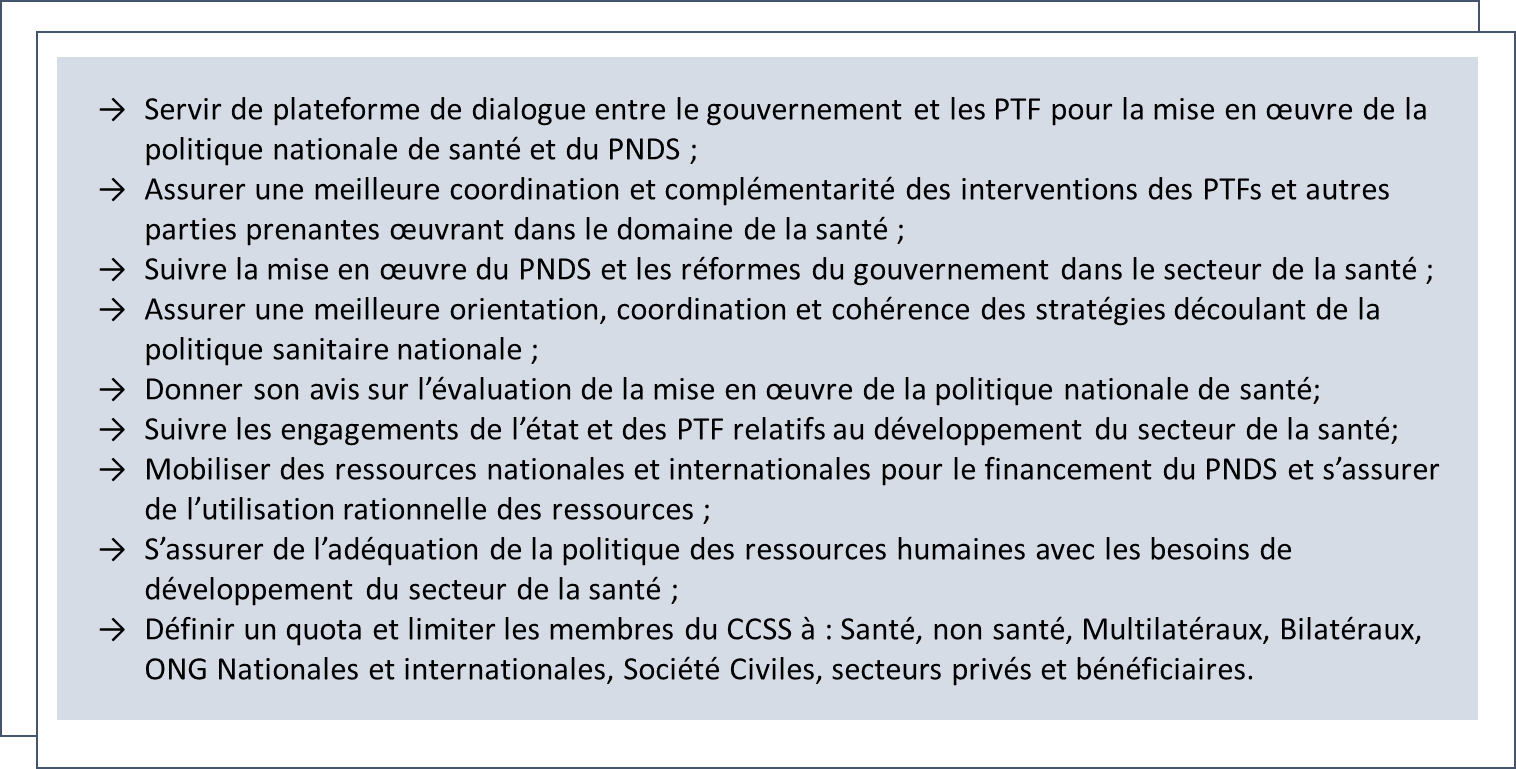 → Servir de plateforme de dialogue entre le gouvernement et les PTF pour la mise en œuvre de la
politique nationale de santé et du PNDS ;
→ Assurer une meilleure coordination et complémentarité des interventions des PTFs et autres
parties prenantes œuvrant dans le domaine de la santé ;
→ Suivre la mise en œuvre du PNDS et les réformes du gouvernement dans le secteur de la santé ;
→ Assurer une meilleure orientation, coordination et cohérence des stratégies découlant de la
politique sanitaire nationale ;
→ Donner son avis sur l’évaluation de la mise en œuvre de la politique nationale de santé;
→ Suivre les engagements de l’état et des PTF relatifs au développement du secteur de la santé;
→ Mobiliser des ressources nationales et internationales pour le financement du PNDS et s’assurer
de l’utilisation rationnelle des ressources ;
→ S’assurer de l’adéquation de la politique des ressources humaines avec les besoins de
développement du secteur de la santé ;
→ Définir un quota et limiter les membres du CCSS à : Santé, non santé, Multilatéraux, Bilatéraux,
ONG Nationales et internationales, Société Civiles, secteurs privés et bénéficiaires.